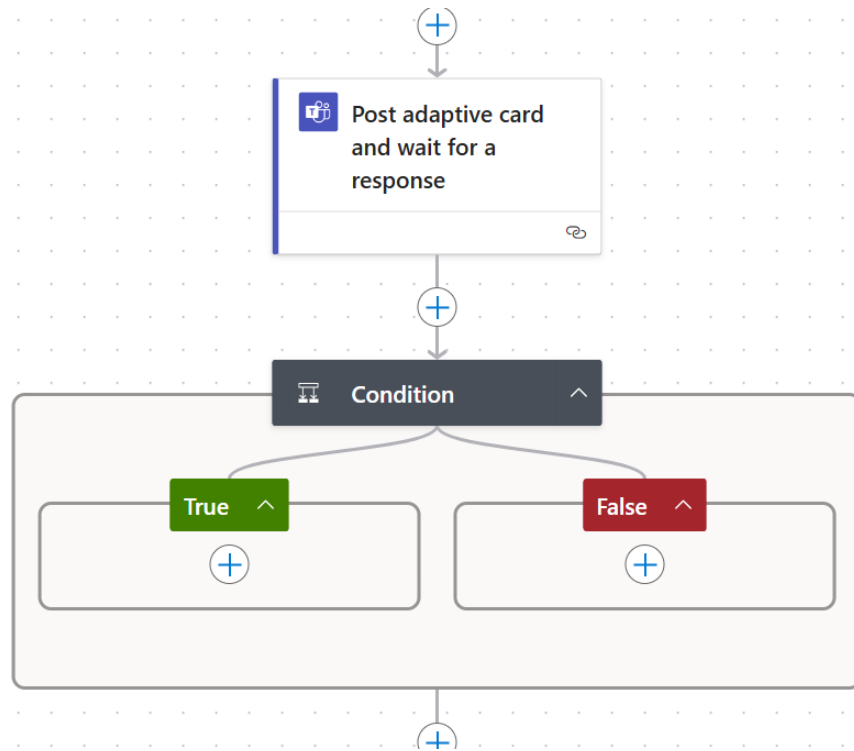 Post adaptive card
and wait for a
response
Condition
True
False